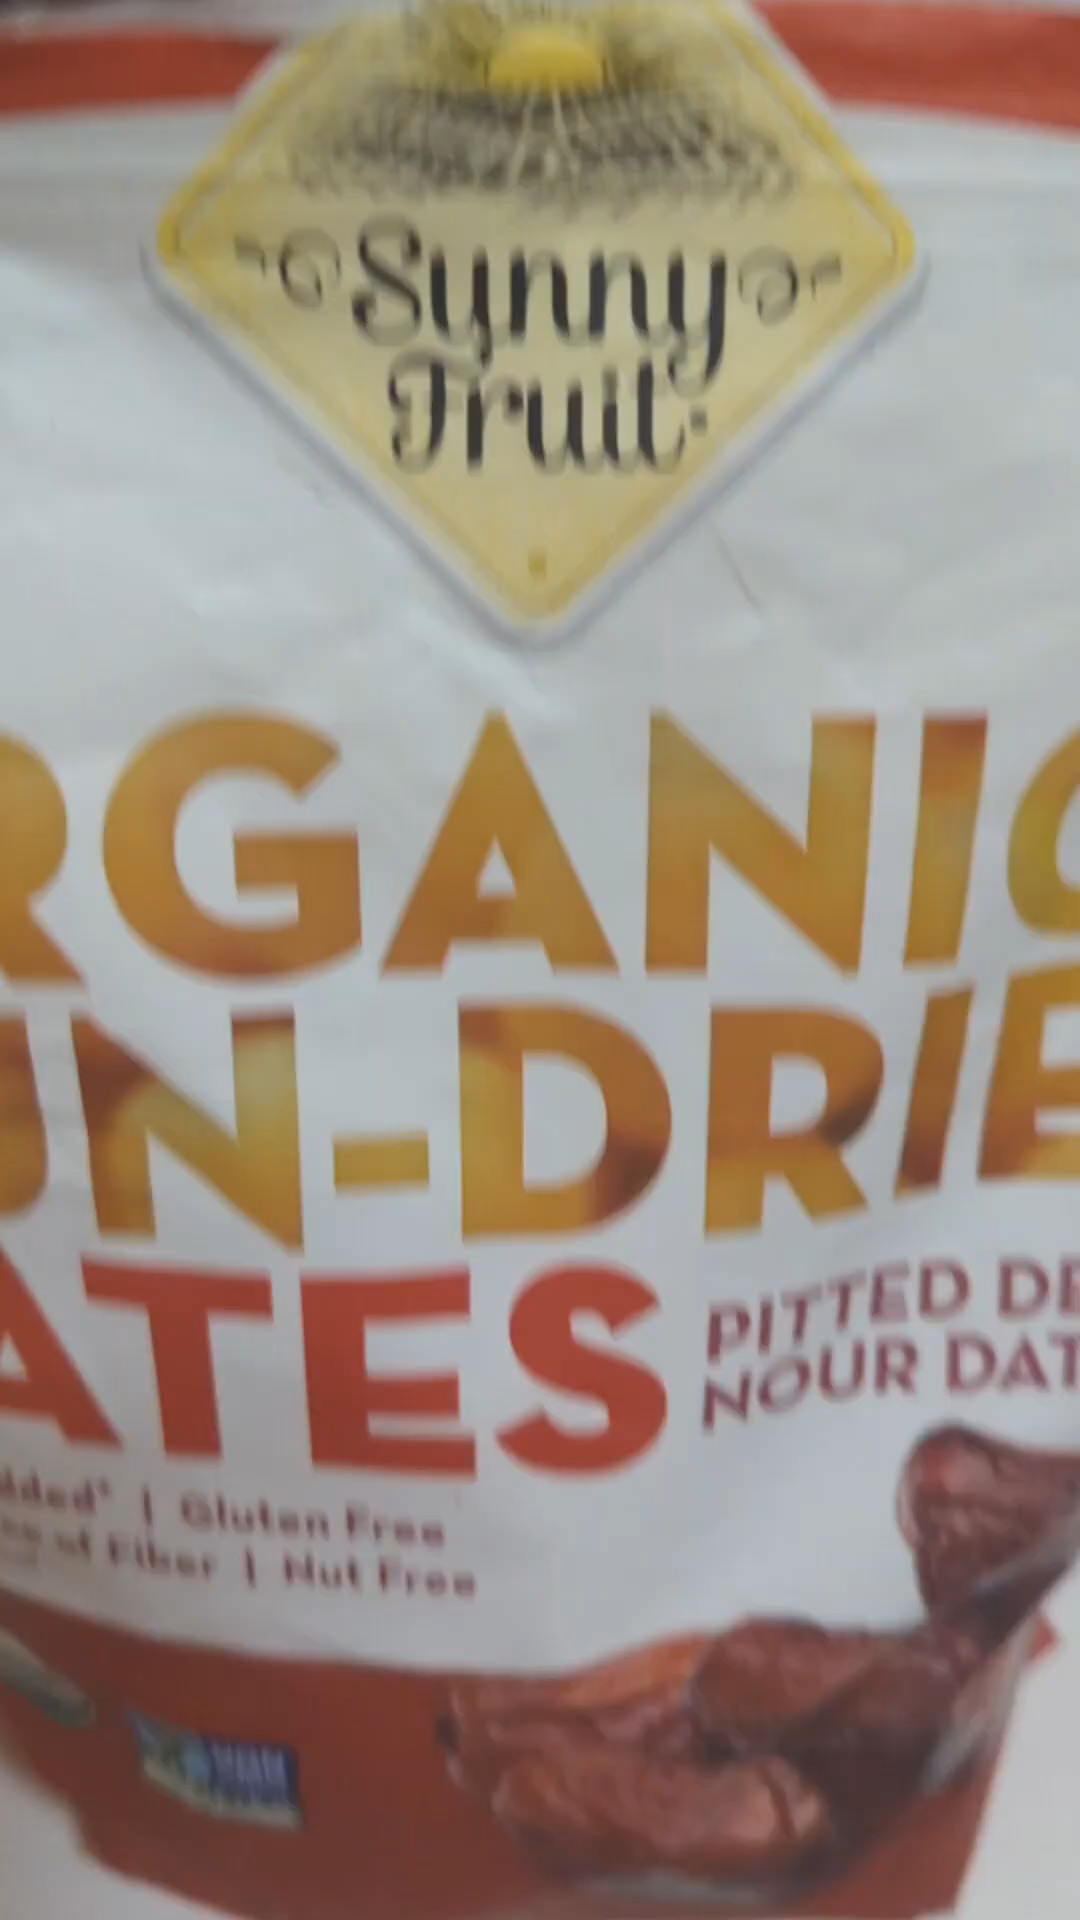 Sunny
Fruit
RGANIC
UN-DRIE
ATES
PITTED DE
NOUR DAT
dded* | Gluten Free
of Fiber | Nut Free